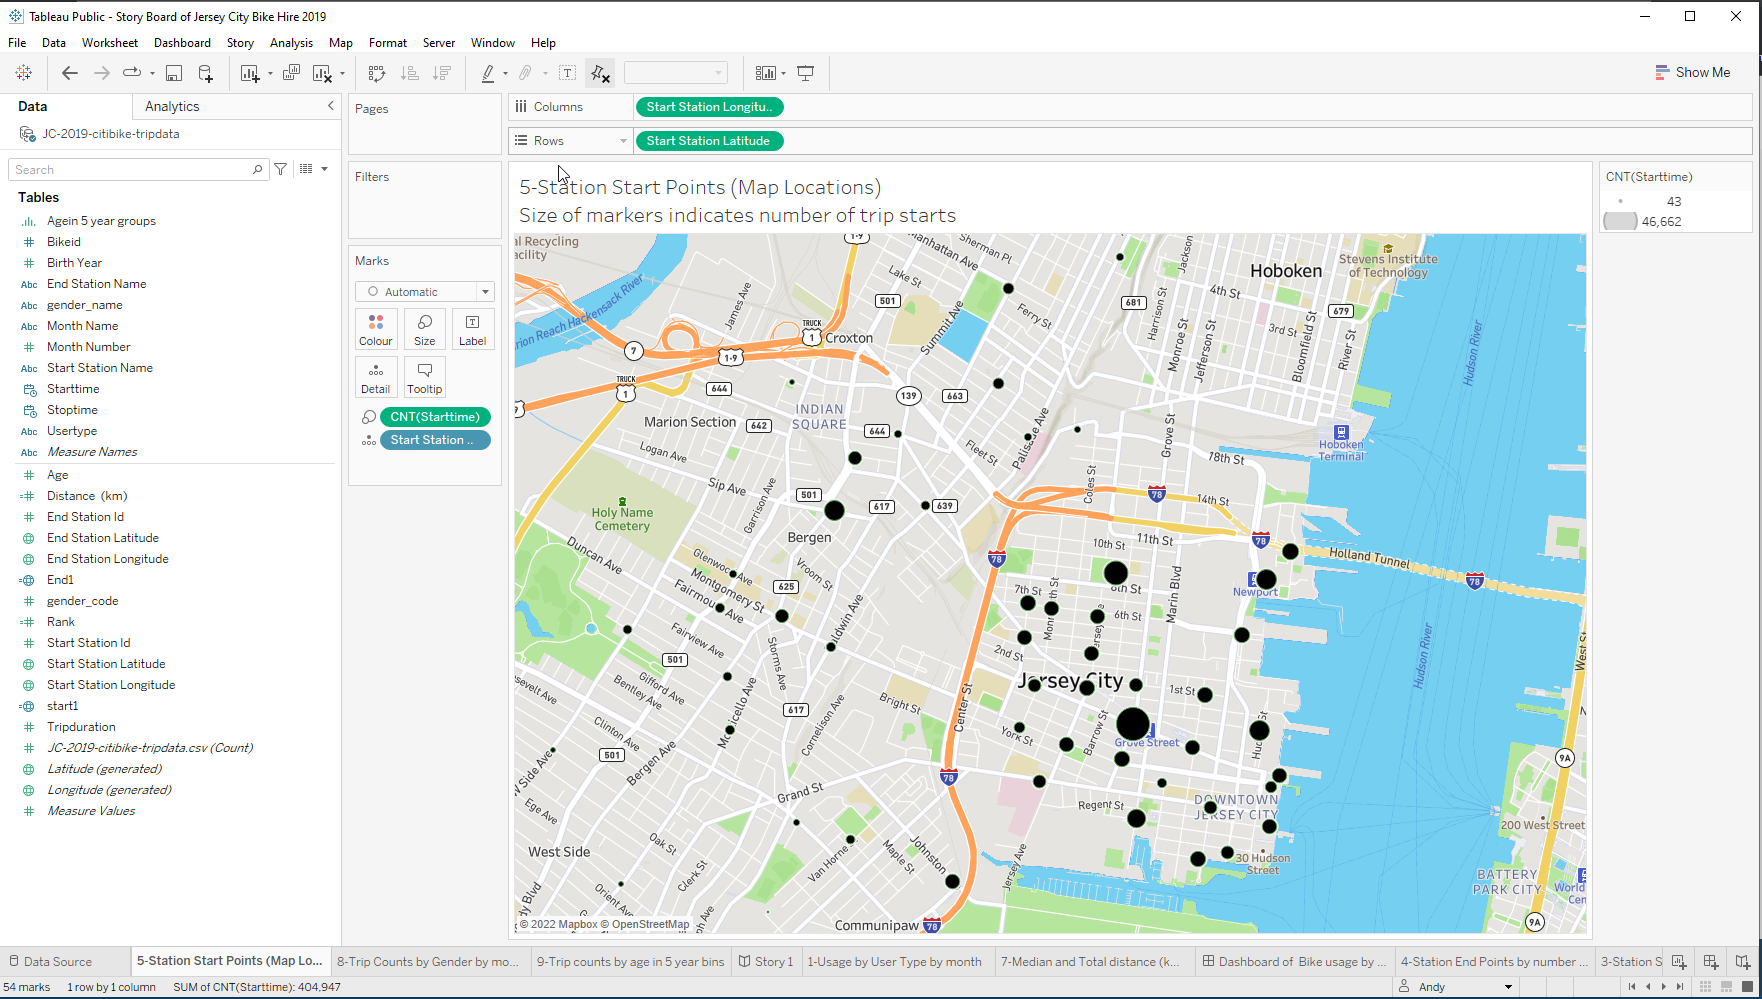 Tableau Public - Story Board of Jersey City Bike Hire 2019
File Data Worksheet Dashboard Story Analysis Map Format Server Window Help
Show Me
Data Analytics
JC-2019-citibike-tripdata
Search
Tables
Agein 5 year groups
Bikeid
Birth Year
Abc End Station Name
Abc gender_name
Abc Month Name
Month Number
Abc Start Station Name
Starttime
Stoptime
Abc Usertype
Abc Measure Names
Age
Distance (km)
End Station Id
End Station Latitude
End Station Longitude
End1
gender_code
Rank
Start Station Id
Start Station Latitude
Start Station Longitude
start1
Tripduration
JC-2019-citibike-tripdata.csv (Count)
Latitude (generated)
Longitude (generated)
Measure Values
Pages
Filters
Marks
Automatic
Colour Size Label
Detail Tooltip
CNT(Starttime)
Start Station ..
Columns Start Station Longitu..
Rows Start Station Latitude
5-Station Start Points (Map Locations)
Size of markers indicates number of trip starts
CNT(Starttime)
43
46,662
al Recycling
acility
1-9
Manhattan Ave
Sherman Pl
Jackson
Hoboken
Stevens Institute
of Technology
Lake St
501
681
4th St
679
James Ave
Harrison St
rion Reach Hackensack River
Ferry St
3rd St
TRUCK
1
Croxton
Summit Ave
Monroe St
Jefferson St
Bloomfield St
River St
Hudson River
7
1-9
TRUCK
1
644
139
663
9
INDIAN
SQUARE
Marion Section
642
644
Palisade Ave
Grove St
Hoboken
Terminal
Logan Ave
Fleet St
18th St
Sip Ave
Coles St
501
617
639
78
14th St
Garrison Ave
Holy Name
Cemetery
Bergen
10th St
11th St
78
Holland Tunnel
78
78
Duncan Ave
Glenwood Ave
Vroom St
8th St
Newport
Montgomery St
625
7th St
Marin Blvd
Fairmount Ave
Monmouth St
6th St
Baldwin Ave
Fairview Ave
Storms Ave
2nd St
Hudson River
West St
501
Jersey City
1st St
Gifford Ave
Bentley Ave
Monticello Ave
617
Cornelison Ave
Bright St
Center St
Clinton Ave
York St
Barrow St
Grove Street
501
Bergen Ave
78
9A
Grand St
Regent St
DOWNTOWN
JERSEY CITY
Ege Ave
200 West Street
Oak St
West Side
Johnston
Maple St
Van Horne
Clerk St
Jersey Ave
30 Hudson
Street
BATTERY
PARK CITY
World
Cen
Orient Ave
Communipaw
78
9A
© 2022 Mapbox © OpenStreetMap
Data Source 5-Station Start Points (Map Lo... 8-Trip Counts by Gender by mo... 9-Trip counts by age in 5 year bins Story 1 1-Usage by User Type by month 7-Median and Total distance (k... Dashboard of Bike usage by ... 4-Station End Points by number ... 3-Station S
54 marks 1 row by 1 column SUM of CNT(Starttime): 404,947 Andy